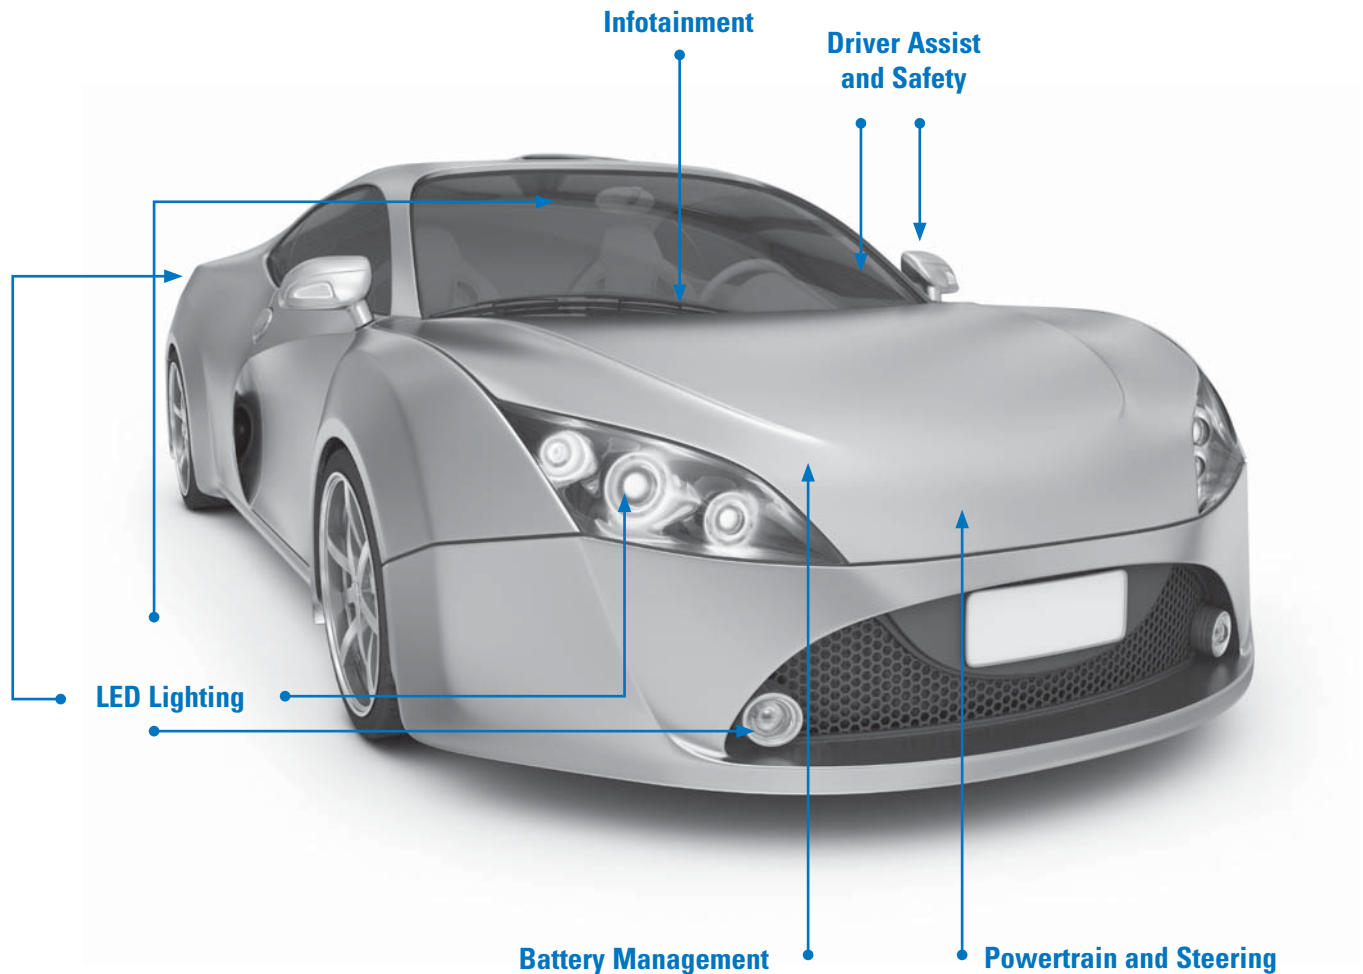 Infotainment
Driver Assist
and Safety
LED Lighting
Battery Management
Powertrain and Steering